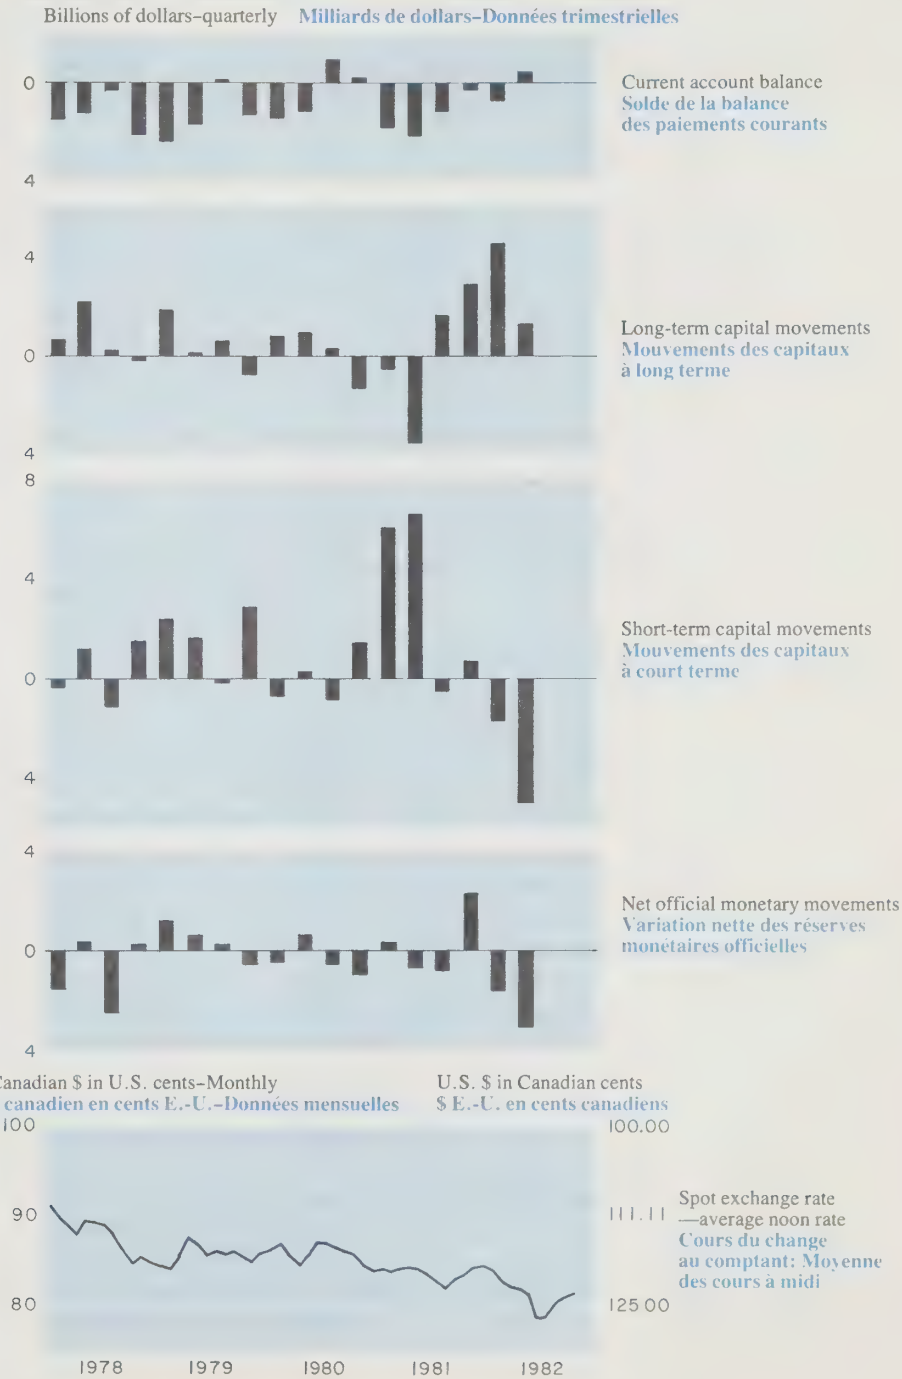 Billions of dollars–quarterly Milliards de dollars–Données trimestrielles
0
Current account balance
Solde de la balance
des paiements courants
4
4
Long-term capital movements
0
Mouvements des capitaux
à long terme
4
8
4
Short-term capital movements
Mouvements des capitaux
0
à court terme
4
4
Net official monetary movements
Variation nette des réserves
0
monétaires officielles
4
Canadian $ in U.S. cents–Monthly U.S. $ in Canadian cents
canadien en cents E.-U.–Données mensuelles $ E.-U. en cents canadiens
100 100.00
Spot exchange rate
90 111.11 —average noon rate
Cours du change
au comptant: Moyenne
des cours à midi
80 125 00
1978 1979 1980 1981 1982